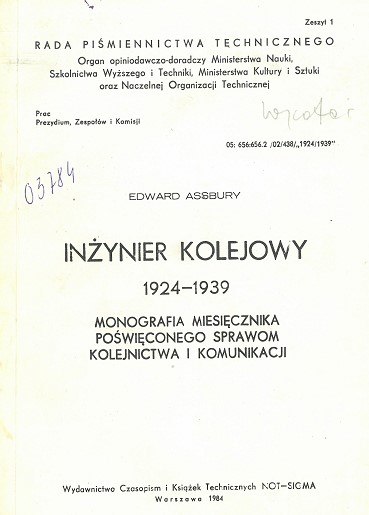 Zeszyt 1
RADA PIŚMIENNICTWA TECHNICZNEGO
Organ opiniodawczo-doradczy Ministerstwa Nauki,
Szkolnictwa Wyższego i Techniki, Ministerstwa Kultury i Sztuki
oraz Naczelnej Organizacji Technicznej
Prac
Prezydium, Zespołów i Komisji
05: 656:656.2 /02/438/„1924/1939"
03784
EDWARD ASSBURY
INŻYNIER KOLEJOWY
1924—1939
MONOGRAFIA MIESIĘCZNIKA
POŚWIĘCONEGO SPRAWOM
KOLEJNICTWA I KOMUNIKACJI
Wydawnictwo Czasopism i Książek Technicznych NOT—SIGMA
Warszawa 1984